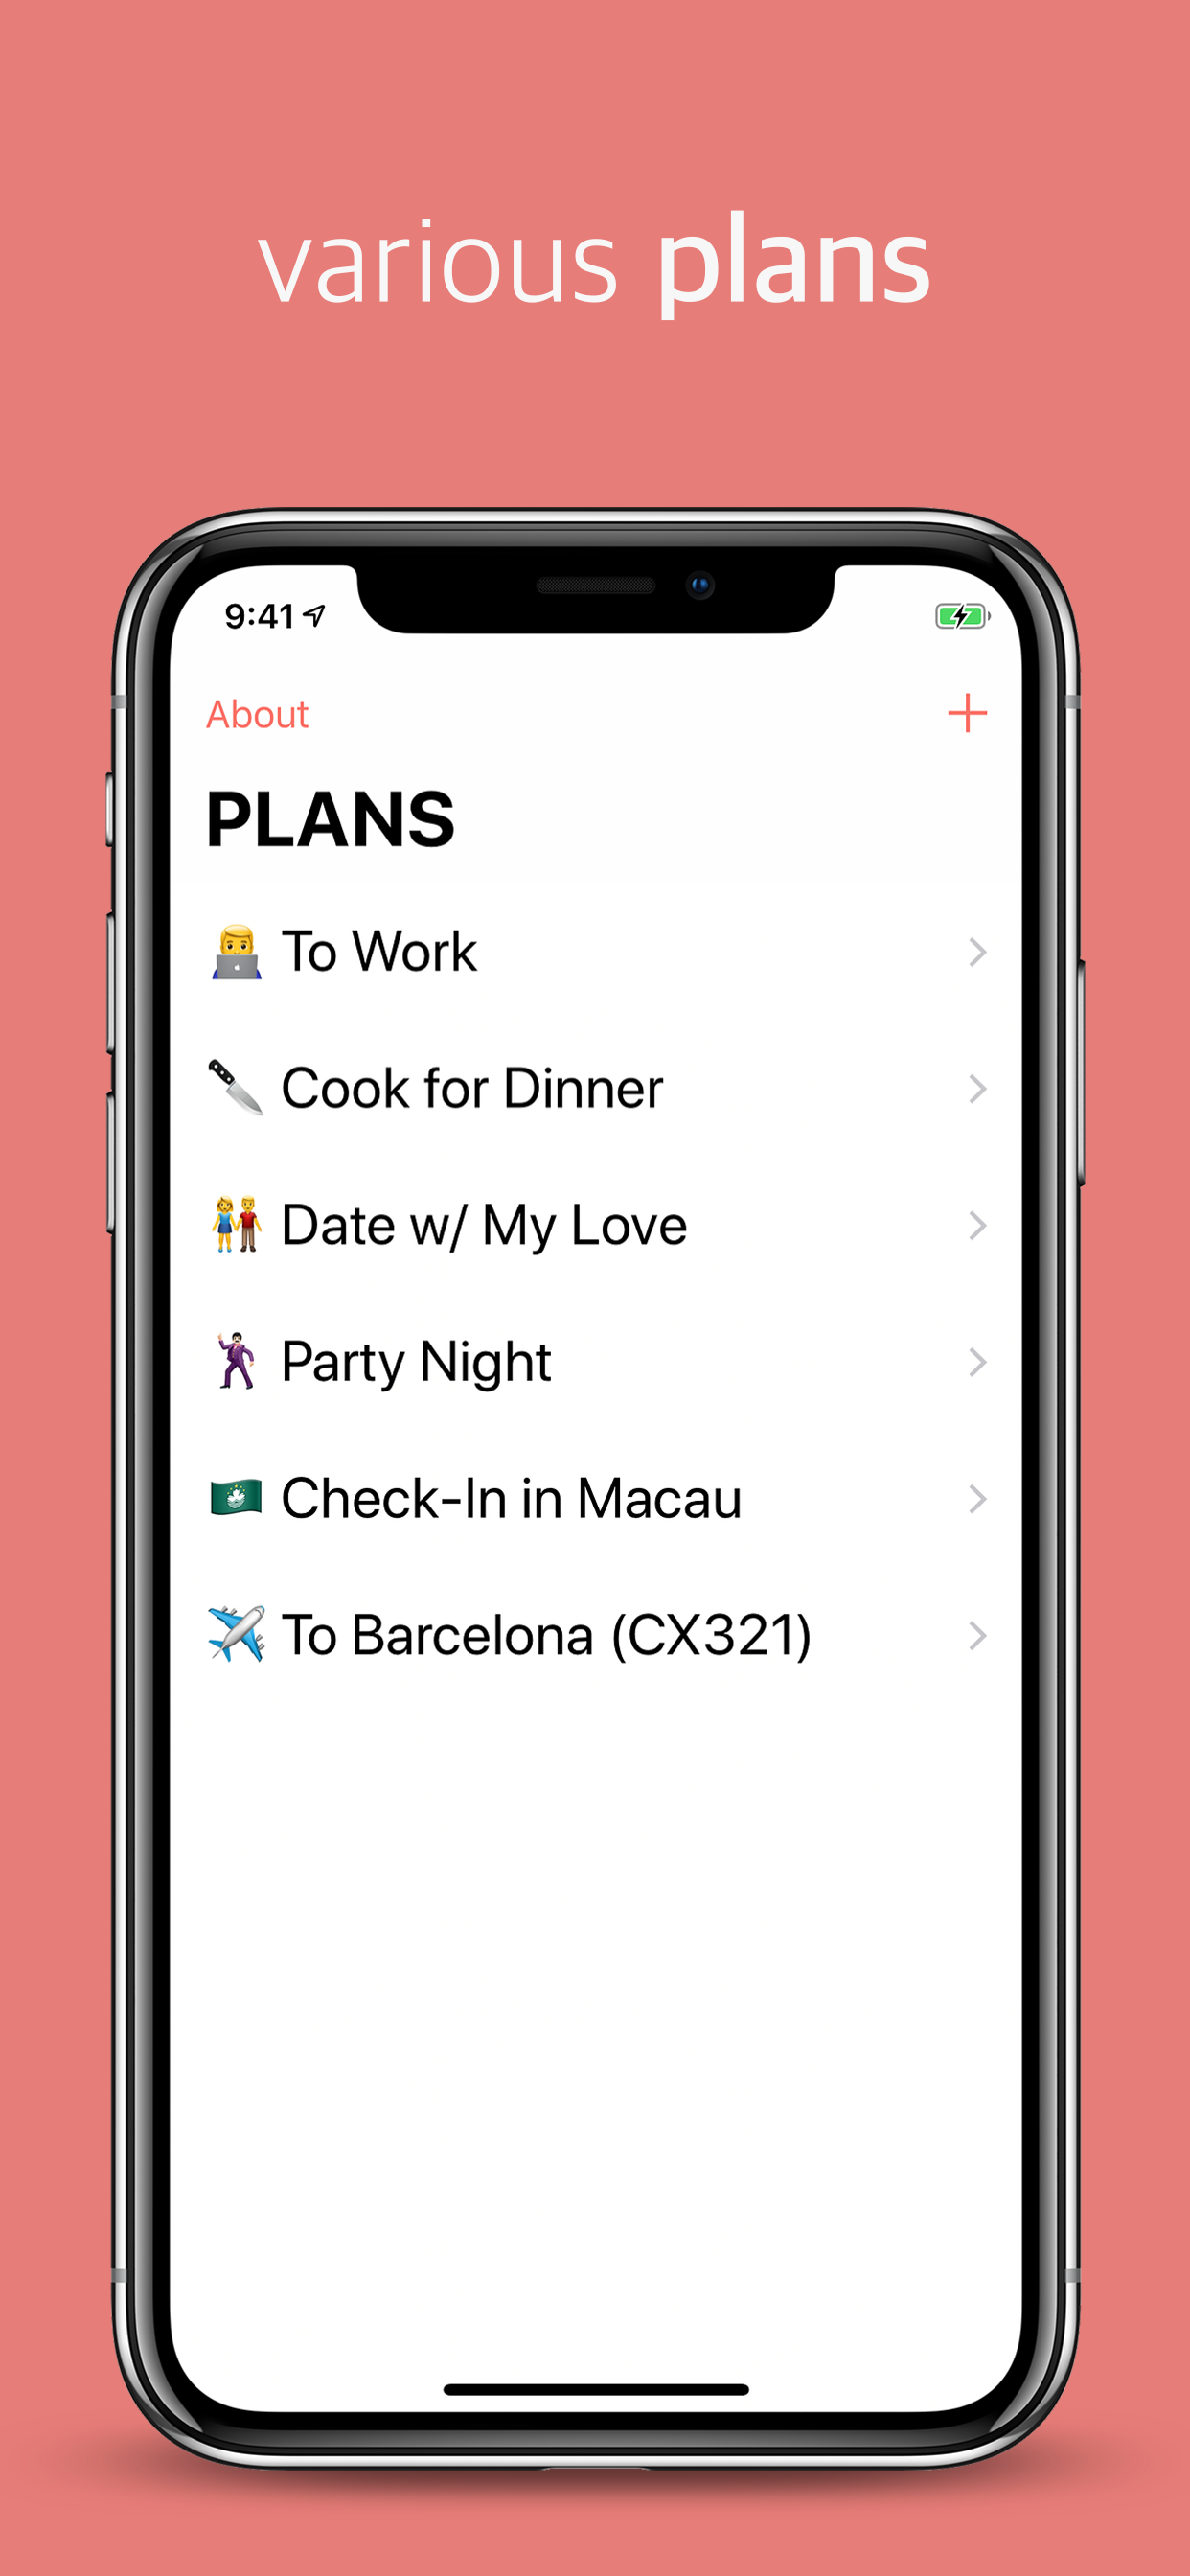 various plans
9:41
About
PLANS
To Work
Cook for Dinner
Date w/ My Love
Party Night
Check-In in Macau
To Barcelona (CX321)